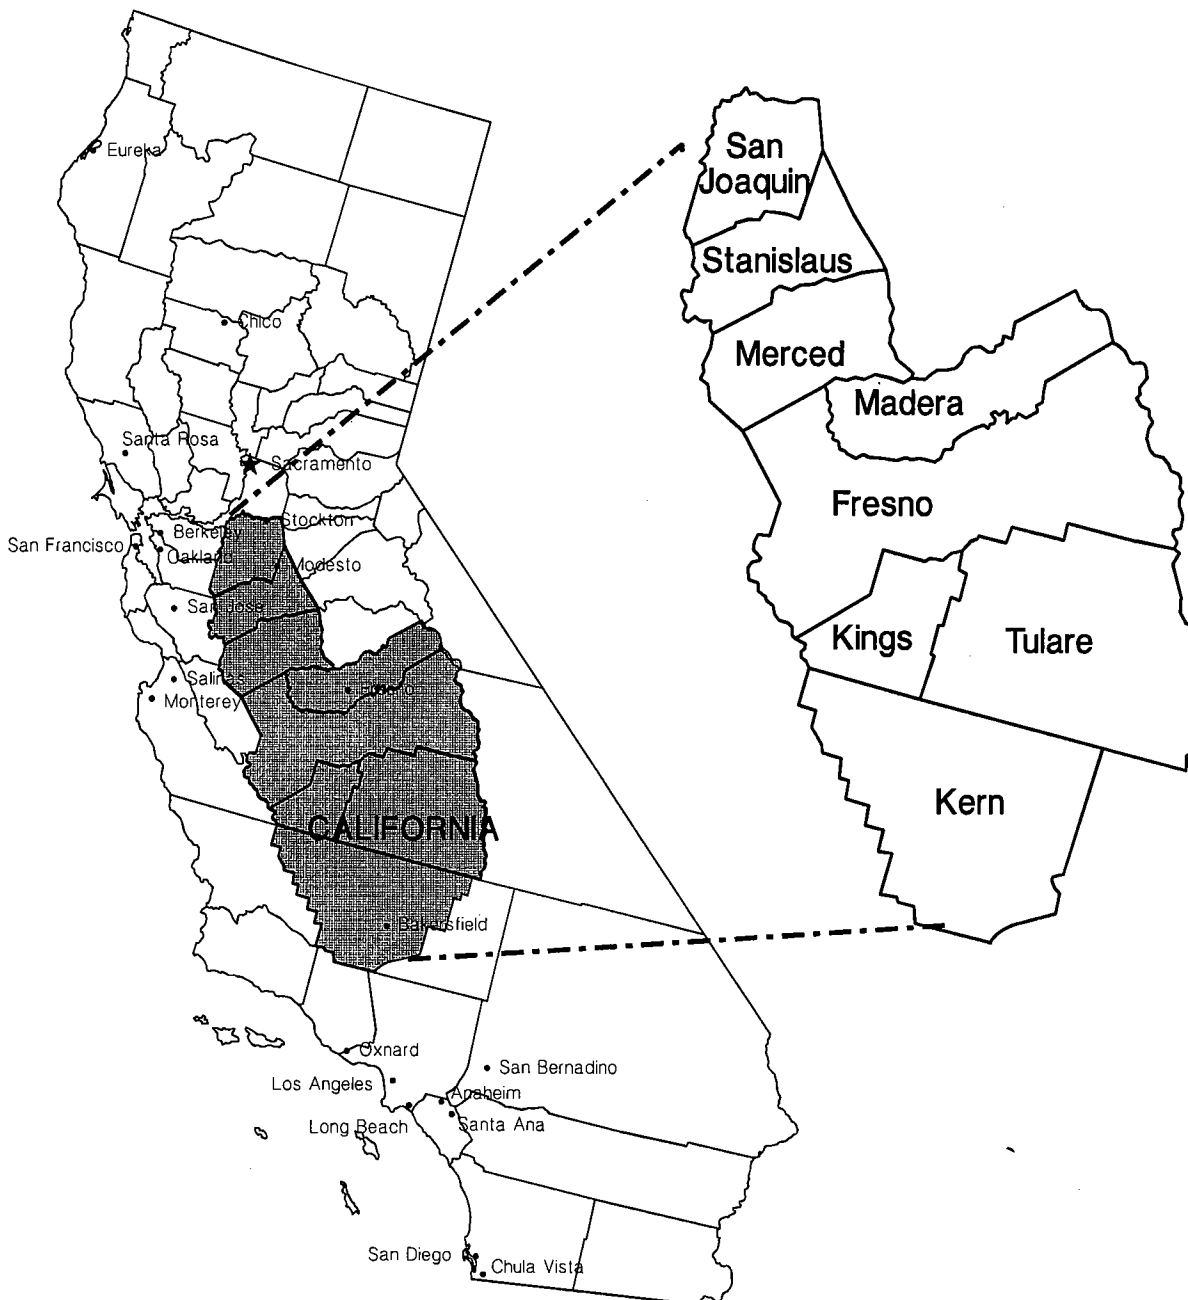 Eureka
Chico
Santa Rosa
Sacramento
Stockton
Berkeley
San Francisco
Oakland
Modesto
San Jose
Salinas
Monterey
CALIFORNIA
Bakersfield
Oxnard
San Bernadino
Los Angeles
Anaheim
Long Beach
Santa Ana
San Diego
Chula Vista
San
Joaquin
Stanislaus
Merced
Madera
Fresno
Kings
Tulare
Kern